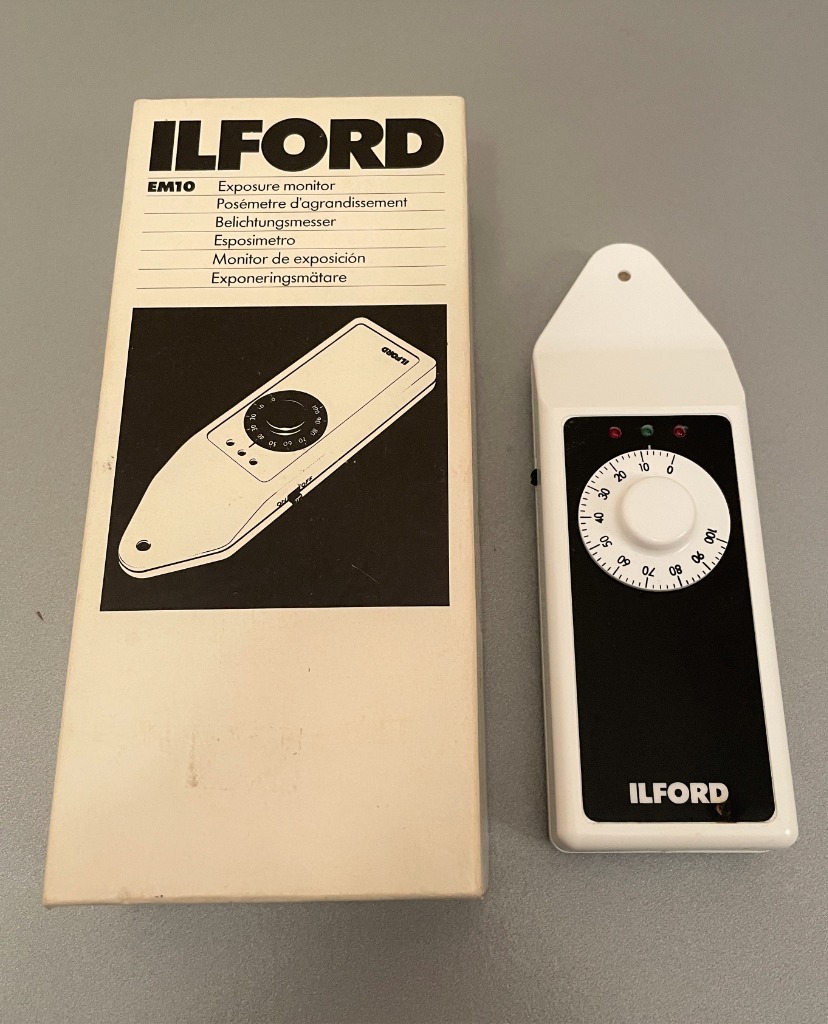 ILFORD
EM10 Exposure monitor
Posémetre d'agrandissement
Belichtungsmesser
Esposimetro
Monitor de exposición
Exponeringsmätare
ILFORD
0 10 20 30 40 50 60 70 80 90 100
ILFORD